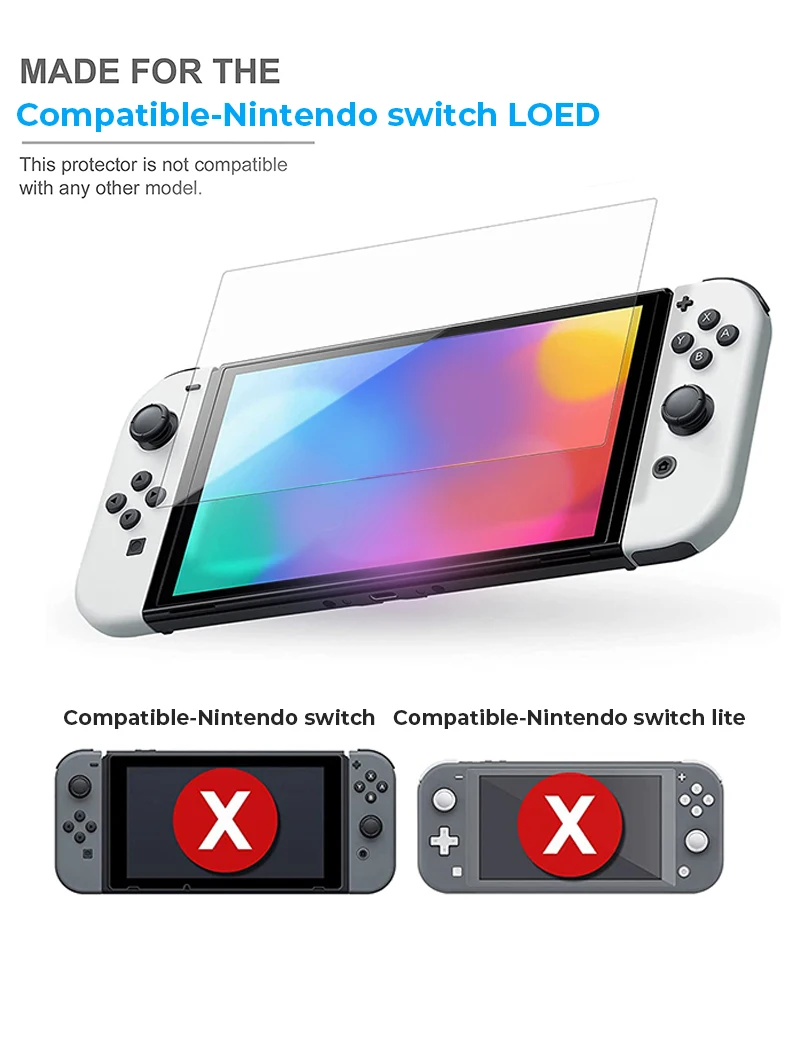 MADE FOR THE
Compatible-Nintendo switch LOED
This protector is not compatible
with any other model.
X
A
Y
B
Compatible-Nintendo switch Compatible-Nintendo switch lite
X X